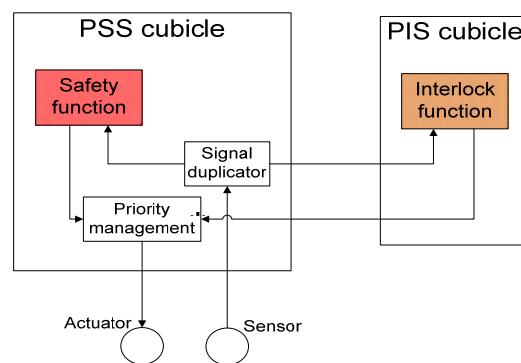 PSS cubicle
PIS cubicle
Safety
function
Interlock
function
Signal
duplicator
Priority
management
Actuator
Sensor